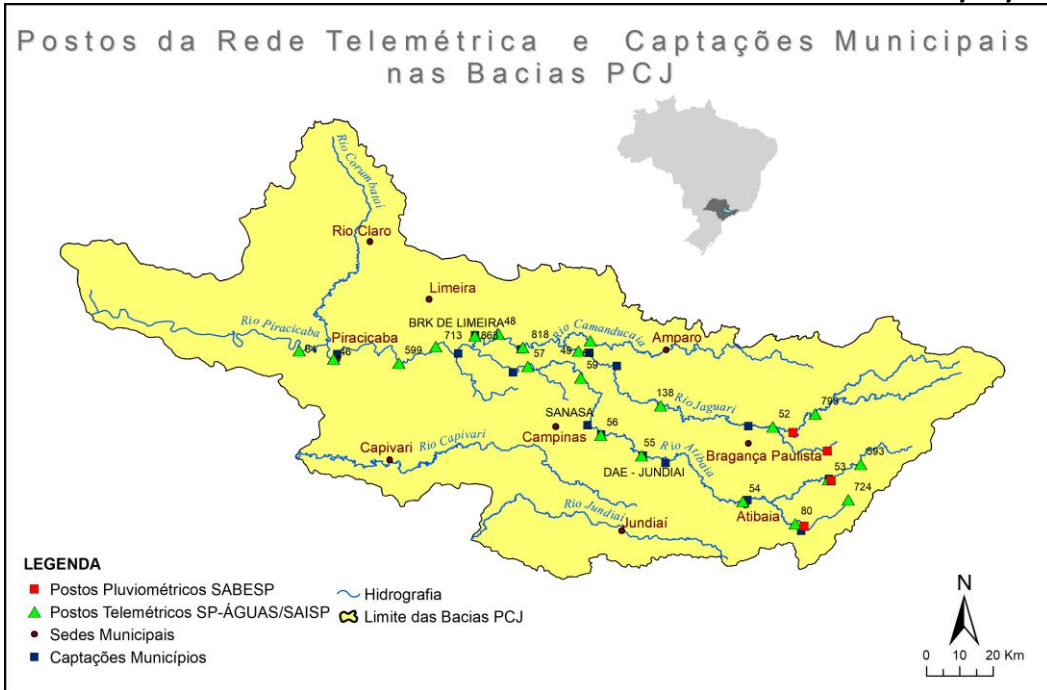 Postos da Rede Telemétrica e Captações Municipais
nas Bacias PCJ
Rio Corumbataí
Rio Claro
Limeira
BRK DE LIMEIRA
48
713
818
Rio Camanducaia
Rio Piracicaba
Piracicaba
Amparo
599
57
49
59
138
Rio Jaguari
52
SANASA
56
Campinas
Rio Capivari
Capivari
55
Rio Atibaia
Bragança Paulista
DAE - JUNDIAI
53
593
724
54
Atibaia
80
Rio Jundiaí
Jundiaí
LEGENDA
Postos Pluviométricos SABESP
Postos Telemétricos SP-ÁGUAS/SAISP
Sedes Municipais
Captações Municípios
Hidrografia
Limite das Bacias PCJ
N
0 10 20 Km